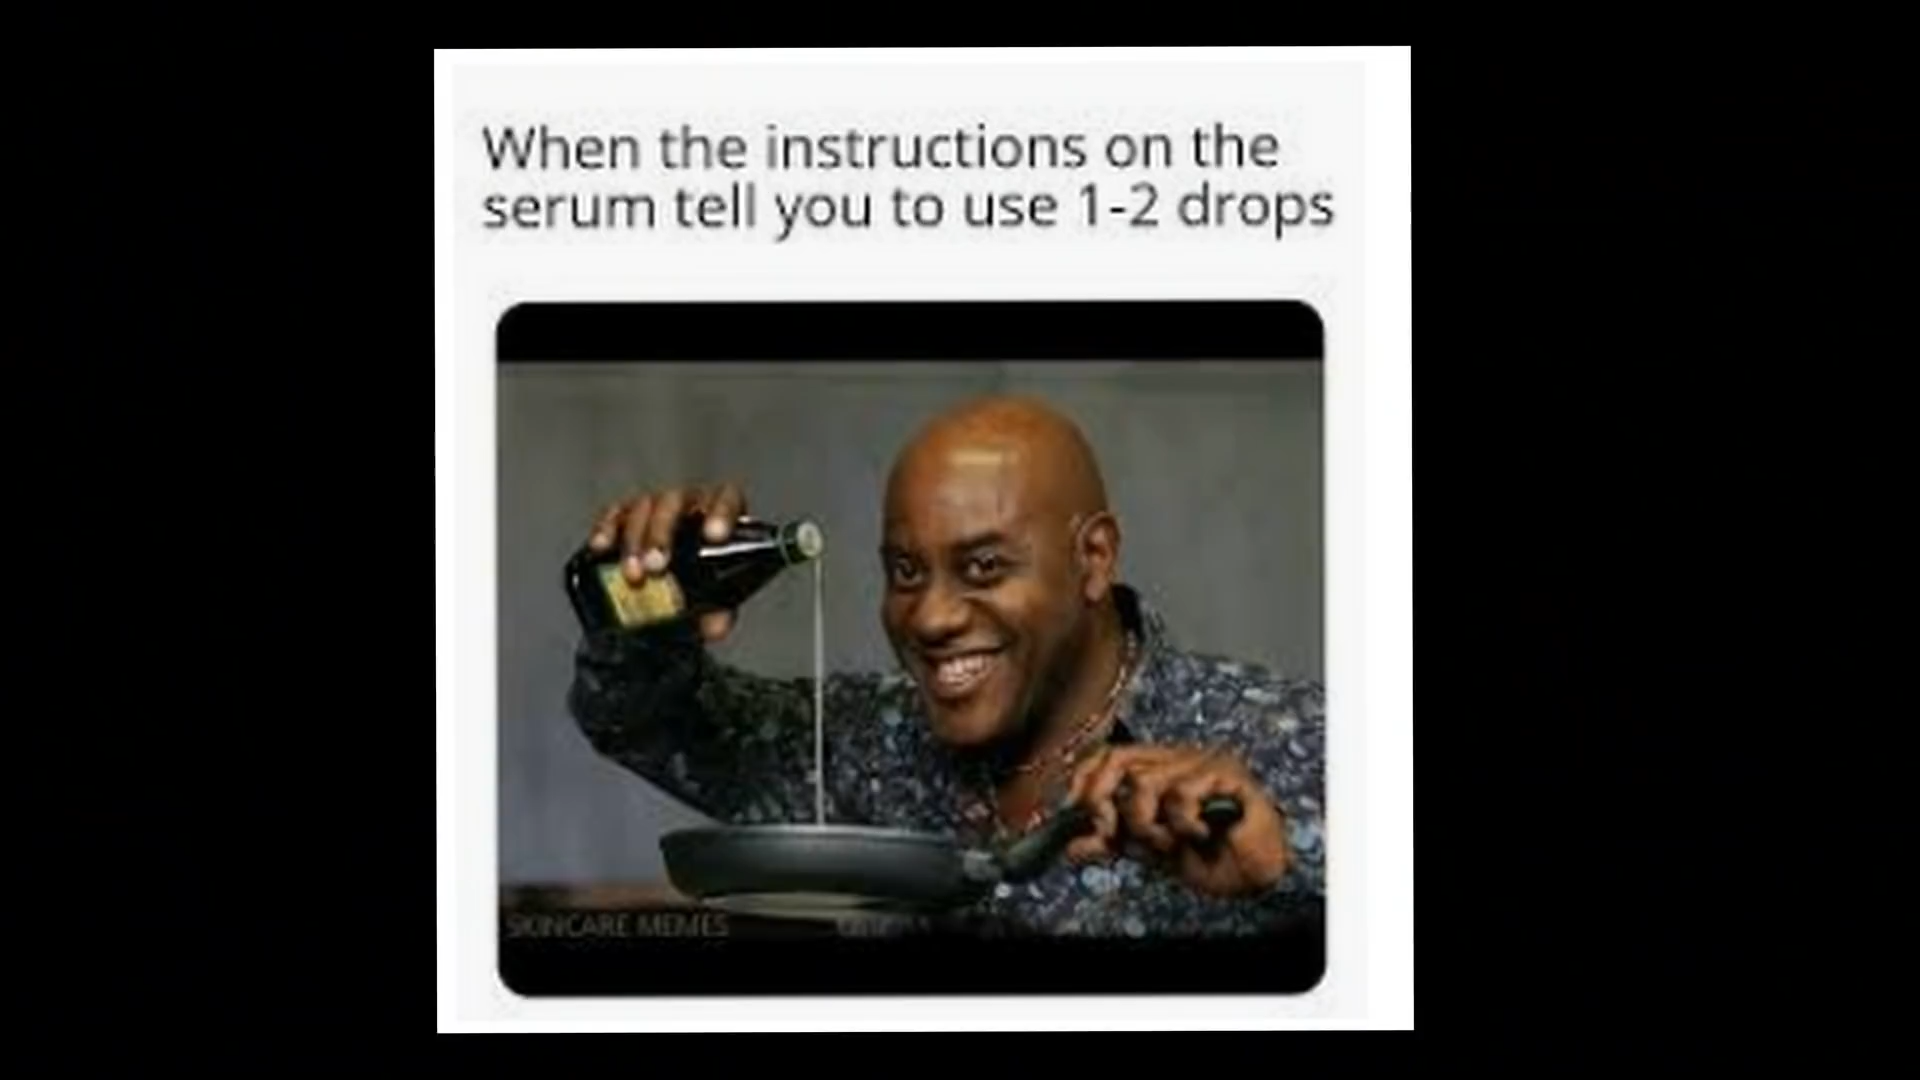 When the instructions on the
serum tell you to use 1-2 drops
SKINCARE MEMES